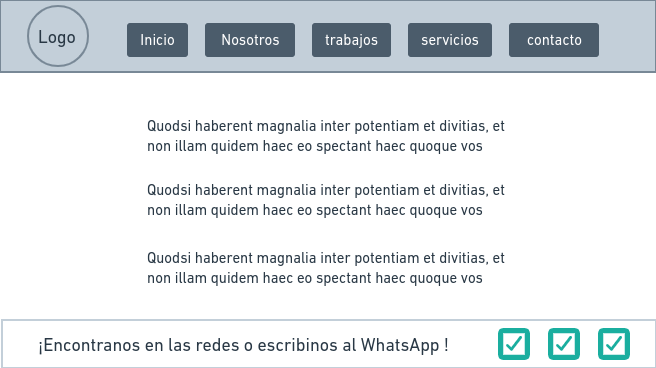 Logo
Inicio
Nosotros
trabajos
servicios
contacto
Quodsi haberent magnalia inter potentiam et divitias, et
non illam quidem haec eo spectant haec quoque vos
Quodsi haberent magnalia inter potentiam et divitias, et
non illam quidem haec eo spectant haec quoque vos
Quodsi haberent magnalia inter potentiam et divitias, et
non illam quidem haec eo spectant haec quoque vos
¡Encontranos en las redes o escribinos al WhatsApp !